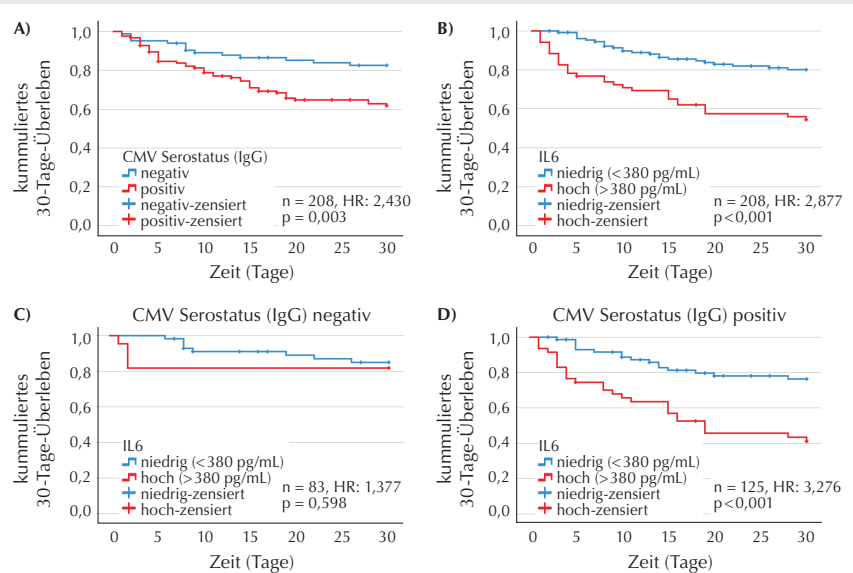 A)
kummuliertes
30-Tage-Überleben
1,0
0,8
0,6
0,4
0,2
0,0
CMV Serostatus (IgG)
negativ
positiv
negativ-zensiert
positiv-zensiert
n = 208, HR: 2,430
p = 0,003
0 5 10 15 20 25 30
Zeit (Tage)
B)
kummuliertes
30-Tage-Überleben
1,0
0,8
0,6
0,4
0,2
0,0
IL6
niedrig (<380 pg/mL)
hoch (>380 pg/mL)
niedrig-zensiert
hoch-zensiert
n = 208, HR: 2,877
p<0,001
0 5 10 15 20 25 30
Zeit (Tage)
C)
CMV Serostatus (IgG) negativ
kummuliertes
30-Tage-Überleben
1,0
0,8
0,6
0,4
0,2
0,0
IL6
niedrig (<380 pg/mL)
hoch (>380 pg/mL)
niedrig-zensiert
hoch-zensiert
n = 83, HR: 1,377
p = 0,598
0 5 10 15 20 25 30
Zeit (Tage)
D)
CMV Serostatus (IgG) positiv
kummuliertes
30-Tage-Überleben
1,0
0,8
0,6
0,4
0,2
0,0
IL6
niedrig (<380 pg/mL)
hoch (>380 pg/mL)
niedrig-zensiert
hoch-zensiert
n = 125, HR: 3,276
p<0,001
0 5 10 15 20 25 30
Zeit (Tage)